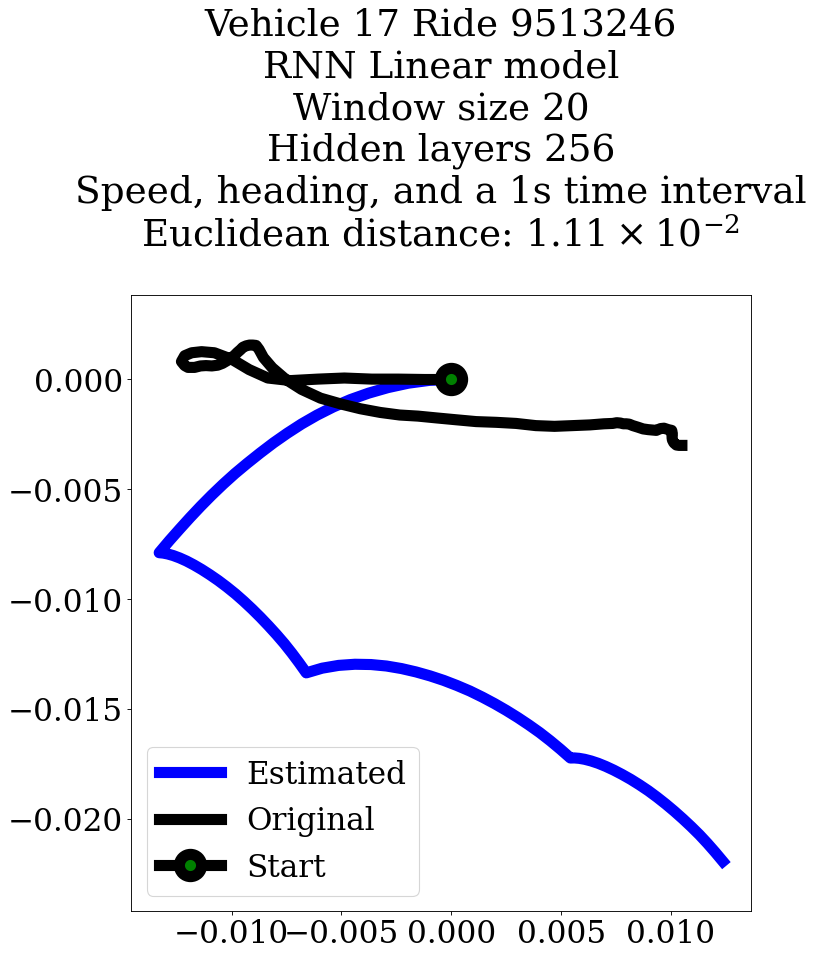 Vehicle 17 Ride 9513246
RNN Linear model
Window size 20
Hidden layers 256
Speed, heading, and a 1s time interval
Euclidean distance: 1.11 × 10⁻²
0.000
−0.005
−0.010
−0.015
−0.020
Estimated
Original
Start
−0.010 −0.005 0.000 0.005 0.010